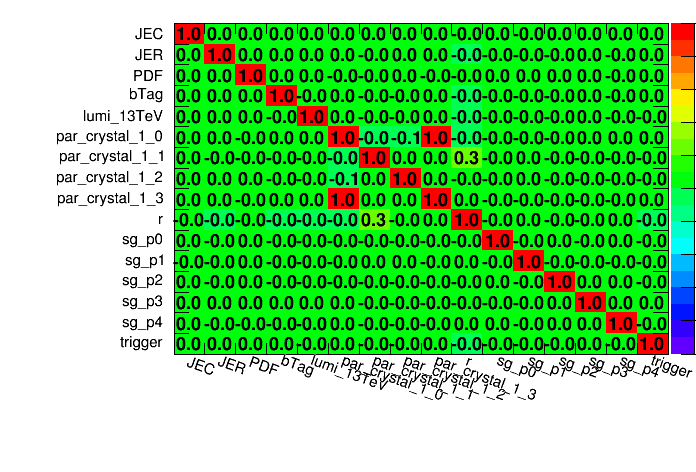 JEC 1.0 0.0 0.0 0.0 0.0 0.0 0.0 0.0 0.0 -0.0 0.0 -0.0 0.0 0.0 0.0 0.0
JER 0.0 1.0 0.0 0.0 0.0 0.0 -0.0 0.0 0.0 -0.0 -0.0 0.0 -0.0 0.0 -0.0 0.0
PDF 0.0 0.0 1.0 0.0 0.0 -0.0 -0.0 -0.0 -0.0 -0.0 0.0 -0.0 0.0 0.0 -0.0 0.0
bTag 0.0 0.0 0.0 1.0 -0.0 0.0 -0.0 0.0 0.0 -0.0 -0.0 0.0 -0.0 0.0 -0.0 -0.0
lumi_13TeV 0.0 0.0 0.0 -0.0 1.0 0.0 -0.0 0.0 0.0 -0.0 -0.0 0.0 -0.0 0.0 -0.0 -0.0
par_crystal_1_0 0.0 0.0 -0.0 0.0 0.0 1.0 -0.0 -0.1 1.0 -0.0 -0.0 -0.0 -0.0 0.0 0.0 0.0
par_crystal_1_1 0.0 -0.0 -0.0 -0.0 -0.0 -0.0 1.0 0.0 0.0 0.3 -0.0 0.0 -0.0 -0.0 -0.0 -0.0
par_crystal_1_2 0.0 0.0 -0.0 0.0 0.0 -0.1 0.0 1.0 0.0 0.0 -0.0 0.0 -0.0 -0.0 -0.0 0.0
par_crystal_1_3 0.0 0.0 -0.0 0.0 0.0 1.0 0.0 0.0 1.0 0.0 -0.0 0.0 -0.0 0.0 -0.0 0.0
r -0.0 -0.0 -0.0 -0.0 -0.0 -0.0 0.3 -0.0 0.0 1.0 -0.0 -0.0 -0.0 -0.0 0.0 -0.0
sg_p0 0.0 -0.0 0.0 -0.0 -0.0 -0.0 -0.0 -0.0 -0.0 -0.0 1.0 -0.0 -0.0 -0.0 -0.0 -0.0
sg_p1 -0.0 0.0 -0.0 0.0 0.0 -0.0 0.0 0.0 0.0 -0.0 -0.0 1.0 -0.0 -0.0 -0.0 0.0
sg_p2 0.0 -0.0 0.0 -0.0 -0.0 -0.0 -0.0 -0.0 -0.0 -0.0 -0.0 -0.0 1.0 0.0 0.0 -0.0
sg_p3 0.0 0.0 0.0 0.0 0.0 0.0 -0.0 -0.0 0.0 -0.0 -0.0 -0.0 0.0 1.0 0.0 0.0
sg_p4 0.0 -0.0 -0.0 -0.0 -0.0 0.0 -0.0 -0.0 -0.0 0.0 -0.0 -0.0 0.0 0.0 1.0 -0.0
trigger 0.0 0.0 0.0 -0.0 -0.0 0.0 -0.0 0.0 0.0 -0.0 -0.0 0.0 -0.0 0.0 -0.0 1.0
JEC JER PDF bTag lumi_13TeV par_crystal_1_0 par_crystal_1_1 par_crystal_1_2 par_crystal_1_3 r sg_p0 sg_p1 sg_p2 sg_p3 sg_p4 trigger